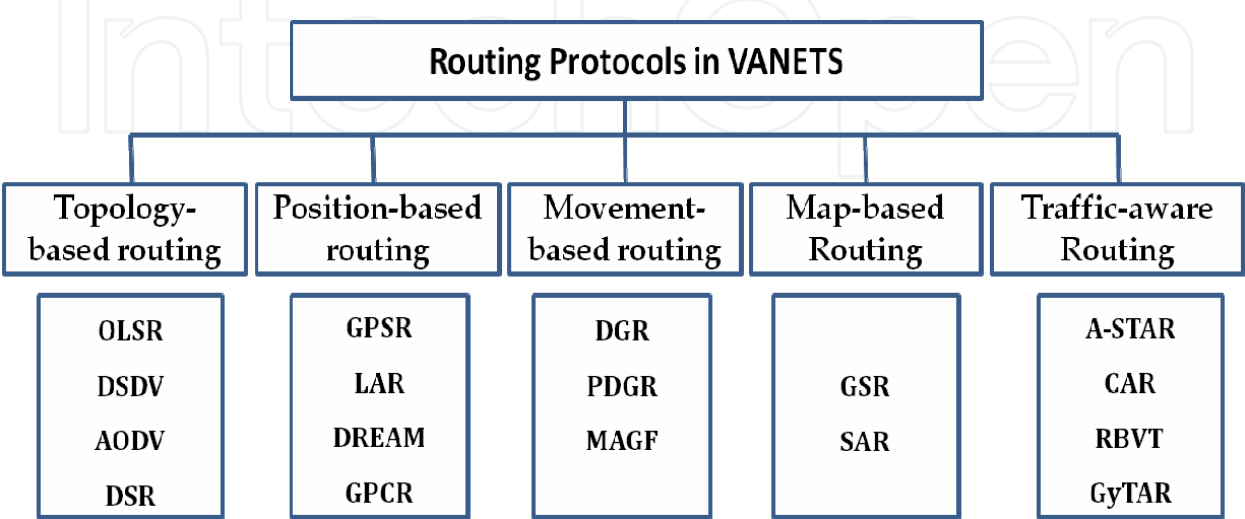 IntechOpen
Routing Protocols in VANETS
Topology-
based routing
Position-based
routing
Movement-
based routing
Map-based
Routing
Traffic-aware
Routing
OLSR
DSDV
AODV
DSR
GPSR
LAR
DREAM
GPCR
DGR
PDGR
MAGF
GSR
SAR
A-STAR
CAR
RBVT
GyTAR